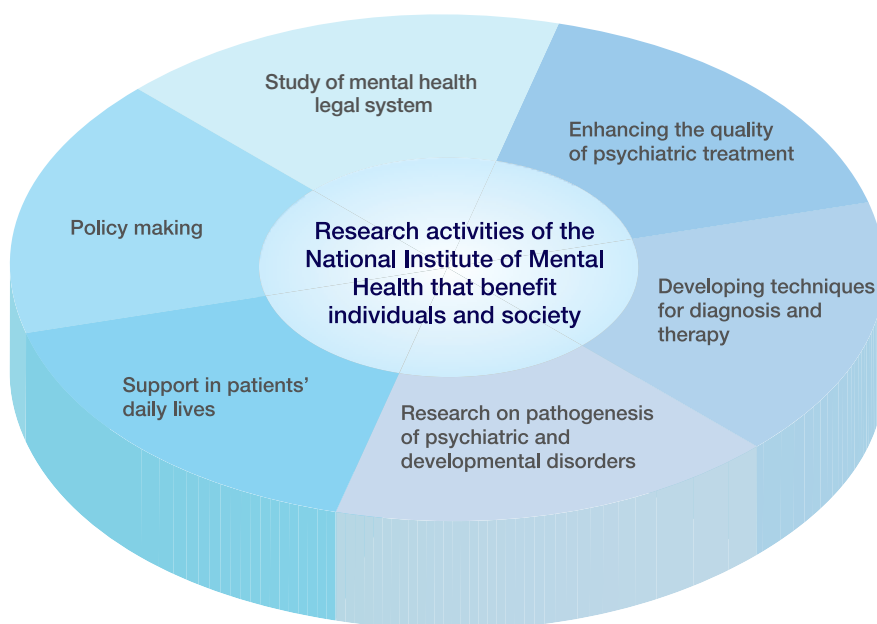 Study of mental health
legal system
Enhancing the quality
of psychiatric treatment
Policy making
Research activities of the
National Institute of Mental
Health that benefit
individuals and society
Developing techniques
for diagnosis and
therapy
Support in patients’
daily lives
Research on pathogenesis
of psychiatric and
developmental disorders